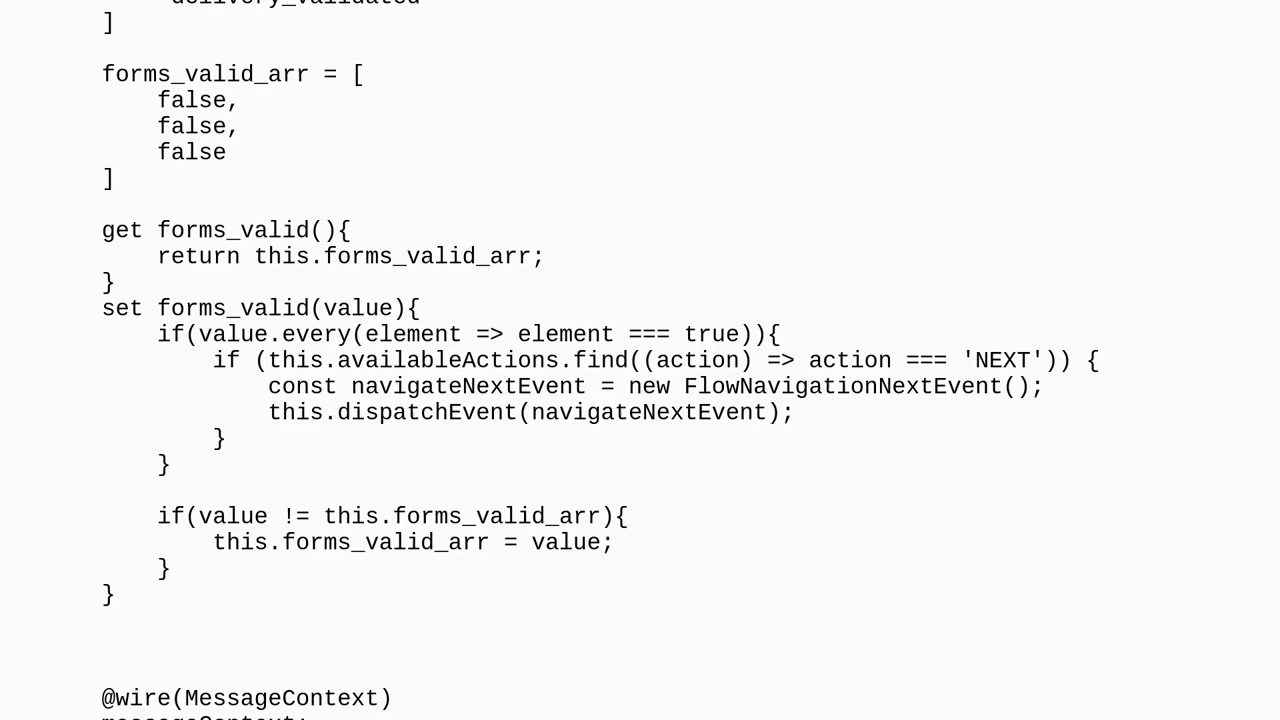 delivery_validated
]
forms_valid_arr = [
    false,
    false,
    false
]
get forms_valid(){
    return this.forms_valid_arr;
}
set forms_valid(value){
    if(value.every(element => element === true)){
        if (this.availableActions.find((action) => action === 'NEXT')) {
            const navigateNextEvent = new FlowNavigationNextEvent();
            this.dispatchEvent(navigateNextEvent);
        }
    }
    if(value != this.forms_valid_arr){
        this.forms_valid_arr = value;
    }
}
@wire(MessageContext)
messageContext;